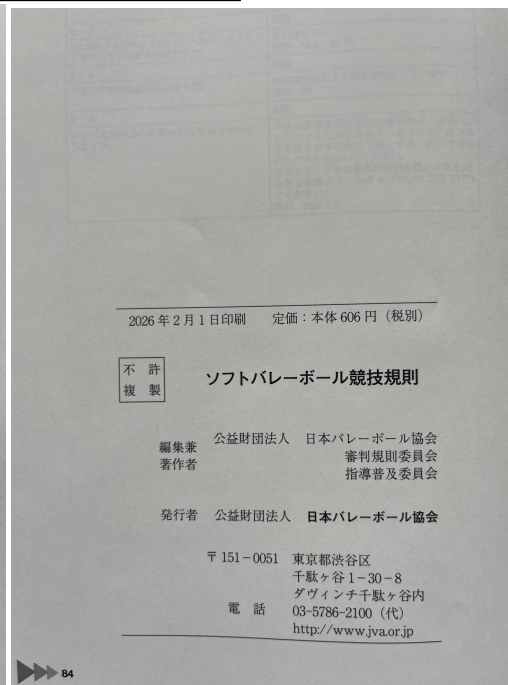 2026年2月1日印刷　　定価：本体606円（税別）
不許
複製
ソフトバレーボール競技規則
編集兼
著作者
公益財団法人　日本バレーボール協会
審判規則委員会
指導普及委員会
発行者　公益財団法人　日本バレーボール協会
〒151－0051　東京都渋谷区
千駄ヶ谷1－30－8
ダヴィンチ千駄ヶ谷内
電　話　03-5786-2100（代）
http://www.jva.or.jp
84